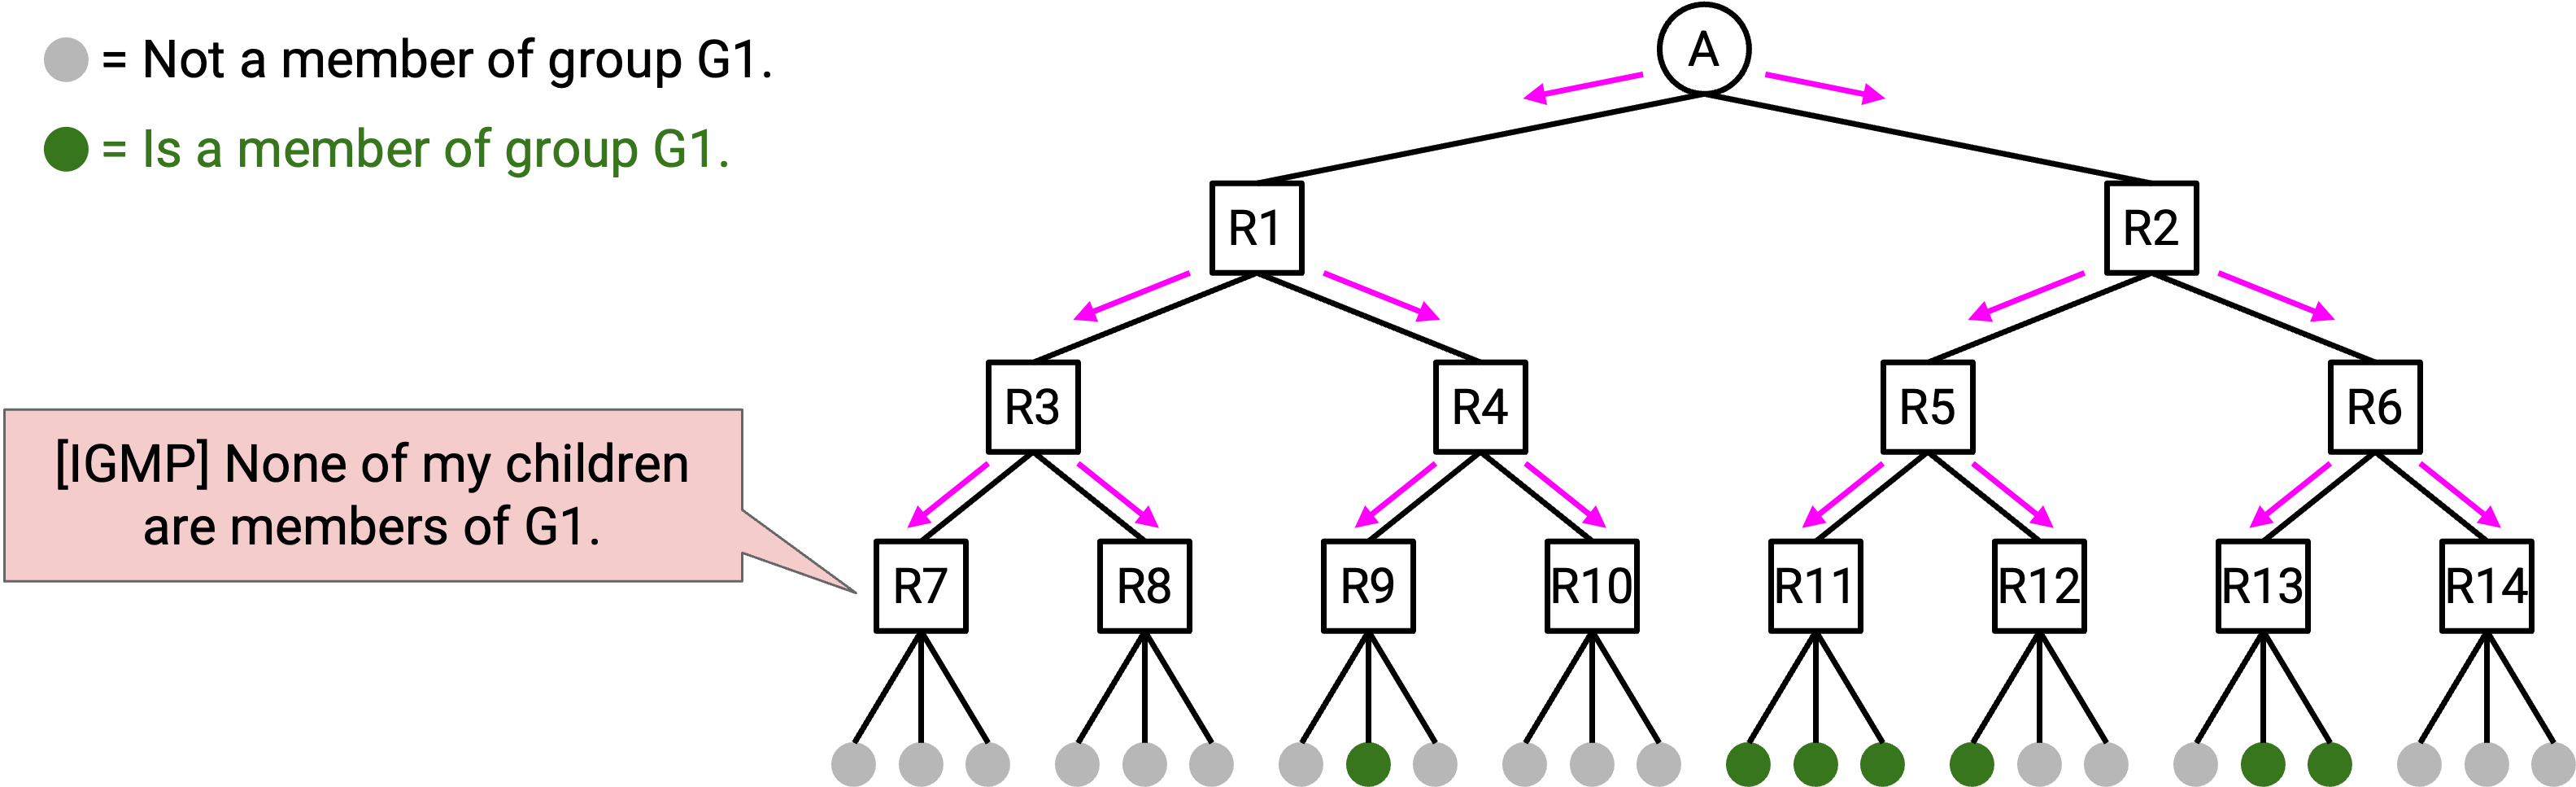 = Not a member of group G1.
= Is a member of group G1.
A
R1
R2
R3
R4
R5
R6
[IGMP] None of my children
are members of G1.
R7
R8
R9
R10
R11
R12
R13
R14